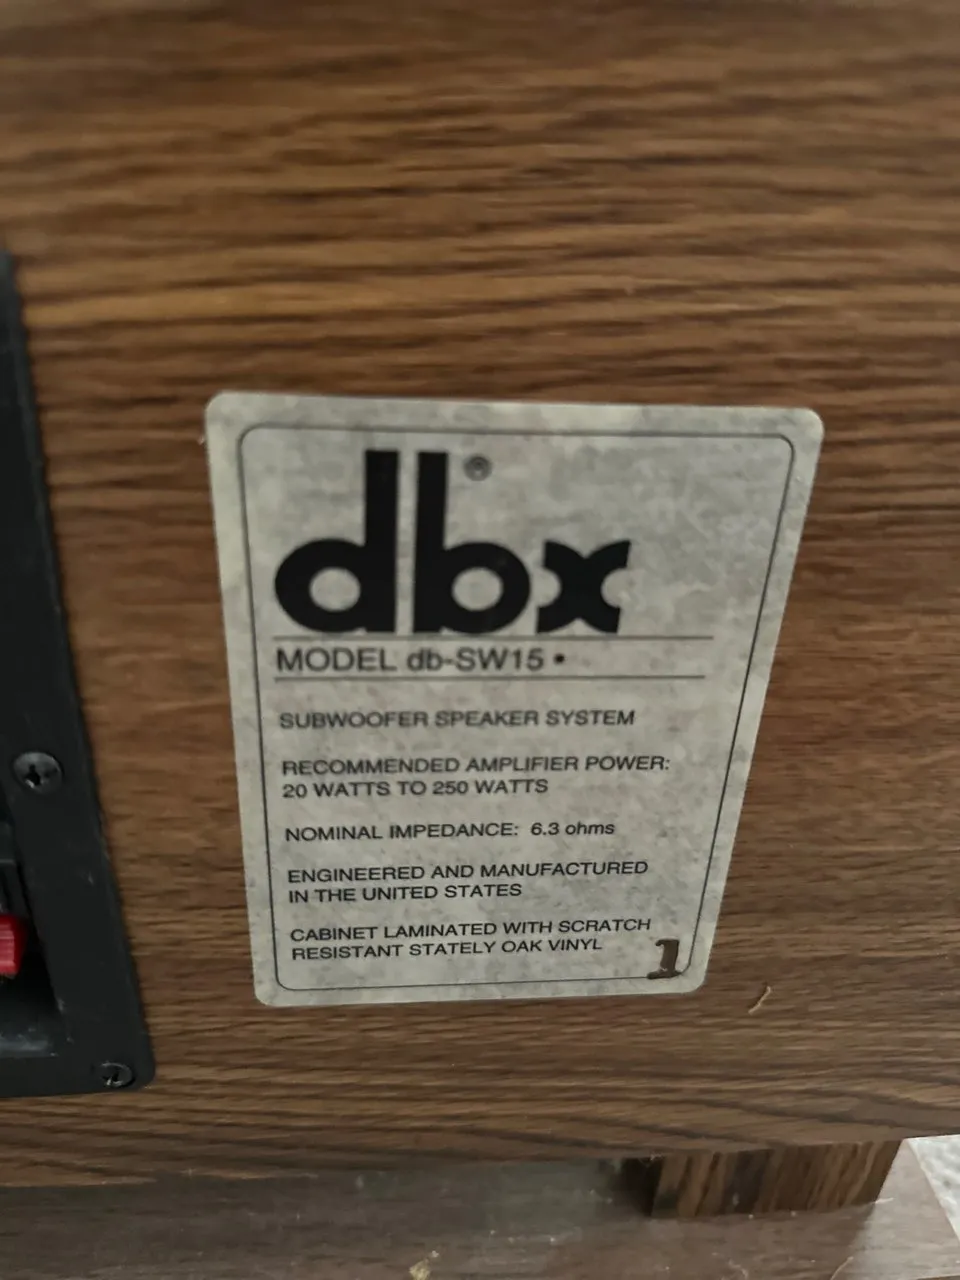 dbx®
MODEL db-SW15 •
SUBWOOFER SPEAKER SYSTEM
RECOMMENDED AMPLIFIER POWER:
20 WATTS TO 250 WATTS
NOMINAL IMPEDANCE: 6.3 ohms
ENGINEERED AND MANUFACTURED
IN THE UNITED STATES
CABINET LAMINATED WITH SCRATCH
RESISTANT STATELY OAK VINYL
1